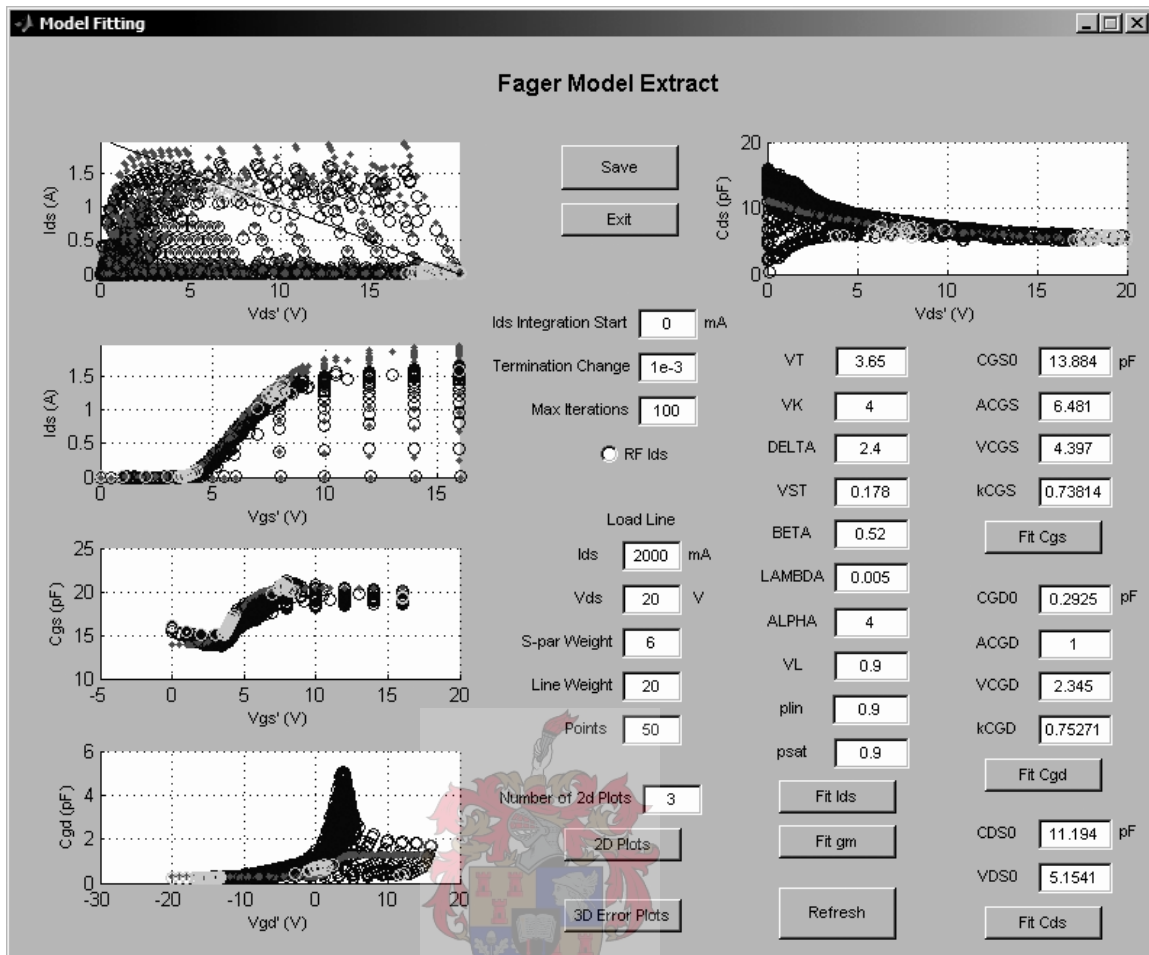 Model Fitting
Fager Model Extract
Ids (A)
1.5
1
0.5
0
0 5 10 15
Vds' (V)
Save
Exit
Cds (pF)
20
10
0
0 5 10 15 20
Vds' (V)
Ids (A)
1.5
1
0.5
0
0 5 10 15
Vgs' (V)
Ids Integration Start 0 mA
Termination Change 1e-3
Max Iterations 100
RF Ids
Load Line
Ids 2000 mA
Vds 20 V
S-par Weight 6
Line Weight 20
Points 50
Number of 2d Plots 3
2D Plots
3D Error Plots
Cgs (pF)
25
20
15
10
-5 0 5 10 15 20
Vgs' (V)
Cgd (pF)
6
4
2
0
-30 -20 -10 0 10 20
Vgd' (V)
VT 3.65
VK 4
DELTA 2.4
VST 0.178
BETA 0.52
LAMBDA 0.005
ALPHA 4
VL 0.9
plin 0.9
psat 0.9
Fit Ids
Fit gm
Refresh
CGS0 13.884 pF
ACGS 6.481
VCGS 4.397
kCGS 0.73814
Fit Cgs
CGD0 0.2925 pF
ACGD 1
VCGD 2.345
kCGD 0.75271
Fit Cgd
CDS0 11.194 pF
VDS0 5.1541
Fit Cds